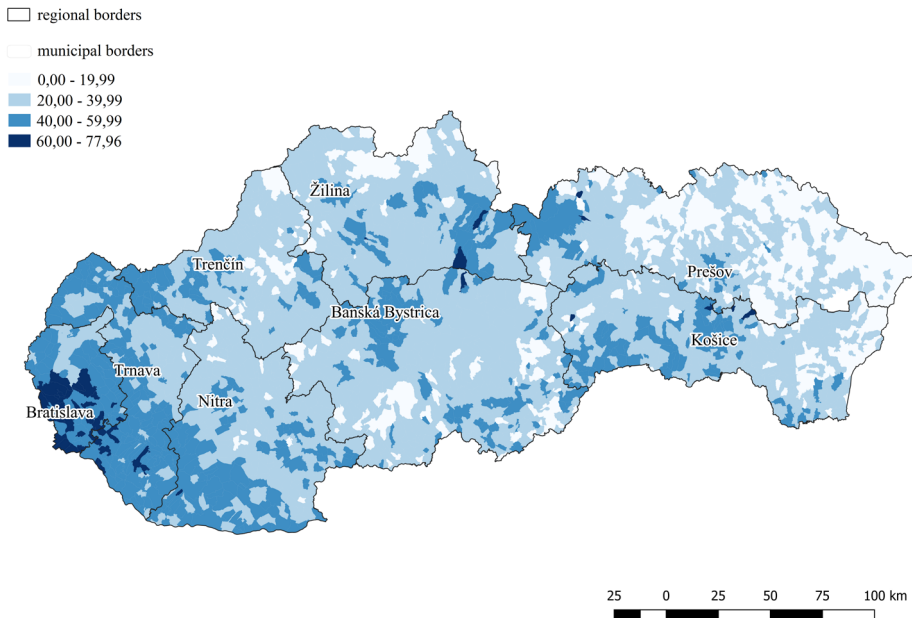 regional borders
municipal borders
0,00 - 19,99
20,00 - 39,99
40,00 - 59,99
60,00 - 77,96
Žilina
Trenčín
Prešov
Banská Bystrica
Košice
Trnava
Nitra
Bratislava
25 0 25 50 75 100 km